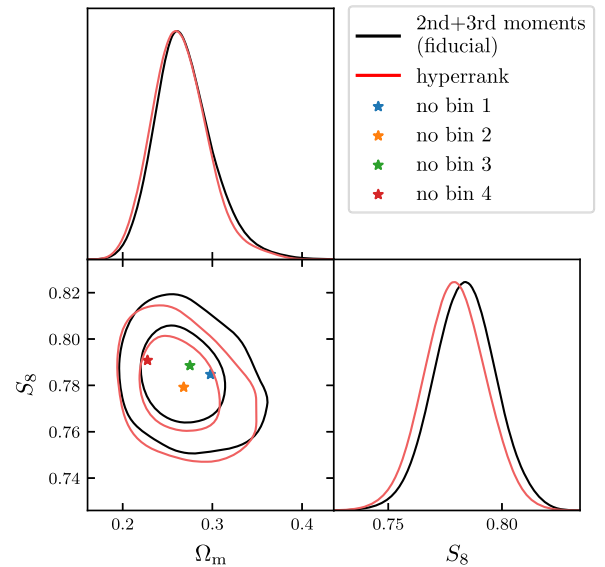 2nd+3rd moments
(fiducial)
hyperrank
no bin 1
no bin 2
no bin 3
no bin 4
0.82
0.80
0.78
0.76
0.74
S₈
0.2 0.3 0.4
0.75 0.80
Ωₘ
S₈